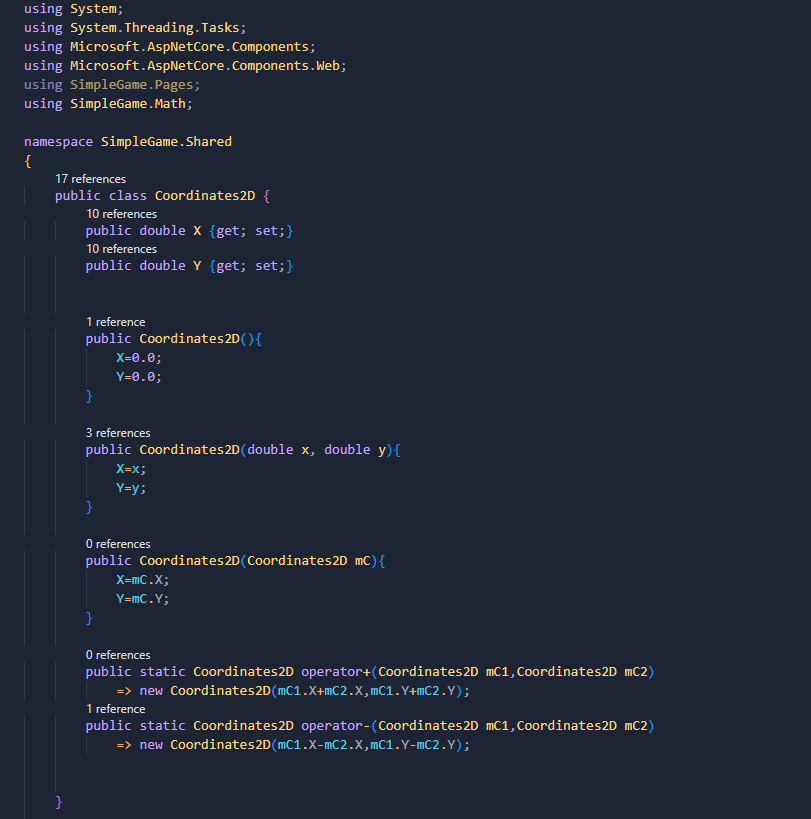 using System;
using System.Threading.Tasks;
using Microsoft.AspNetCore.Components;
using Microsoft.AspNetCore.Components.Web;
using SimpleGame.Pages;
using SimpleGame.Math;
namespace SimpleGame.Shared
{
17 references
public class Coordinates2D {
10 references
public double X {get; set;}
10 references
public double Y {get; set;}
1 reference
public Coordinates2D(){
X=0.0;
Y=0.0;
}
3 references
public Coordinates2D(double x, double y){
X=x;
Y=y;
}
0 references
public Coordinates2D(Coordinates2D mC){
X=mC.X;
Y=mC.Y;
}
0 references
public static Coordinates2D operator+(Coordinates2D mC1,Coordinates2D mC2)
=> new Coordinates2D(mC1.X+mC2.X,mC1.Y+mC2.Y);
1 reference
public static Coordinates2D operator-(Coordinates2D mC1,Coordinates2D mC2)
=> new Coordinates2D(mC1.X-mC2.X,mC1.Y-mC2.Y);
}